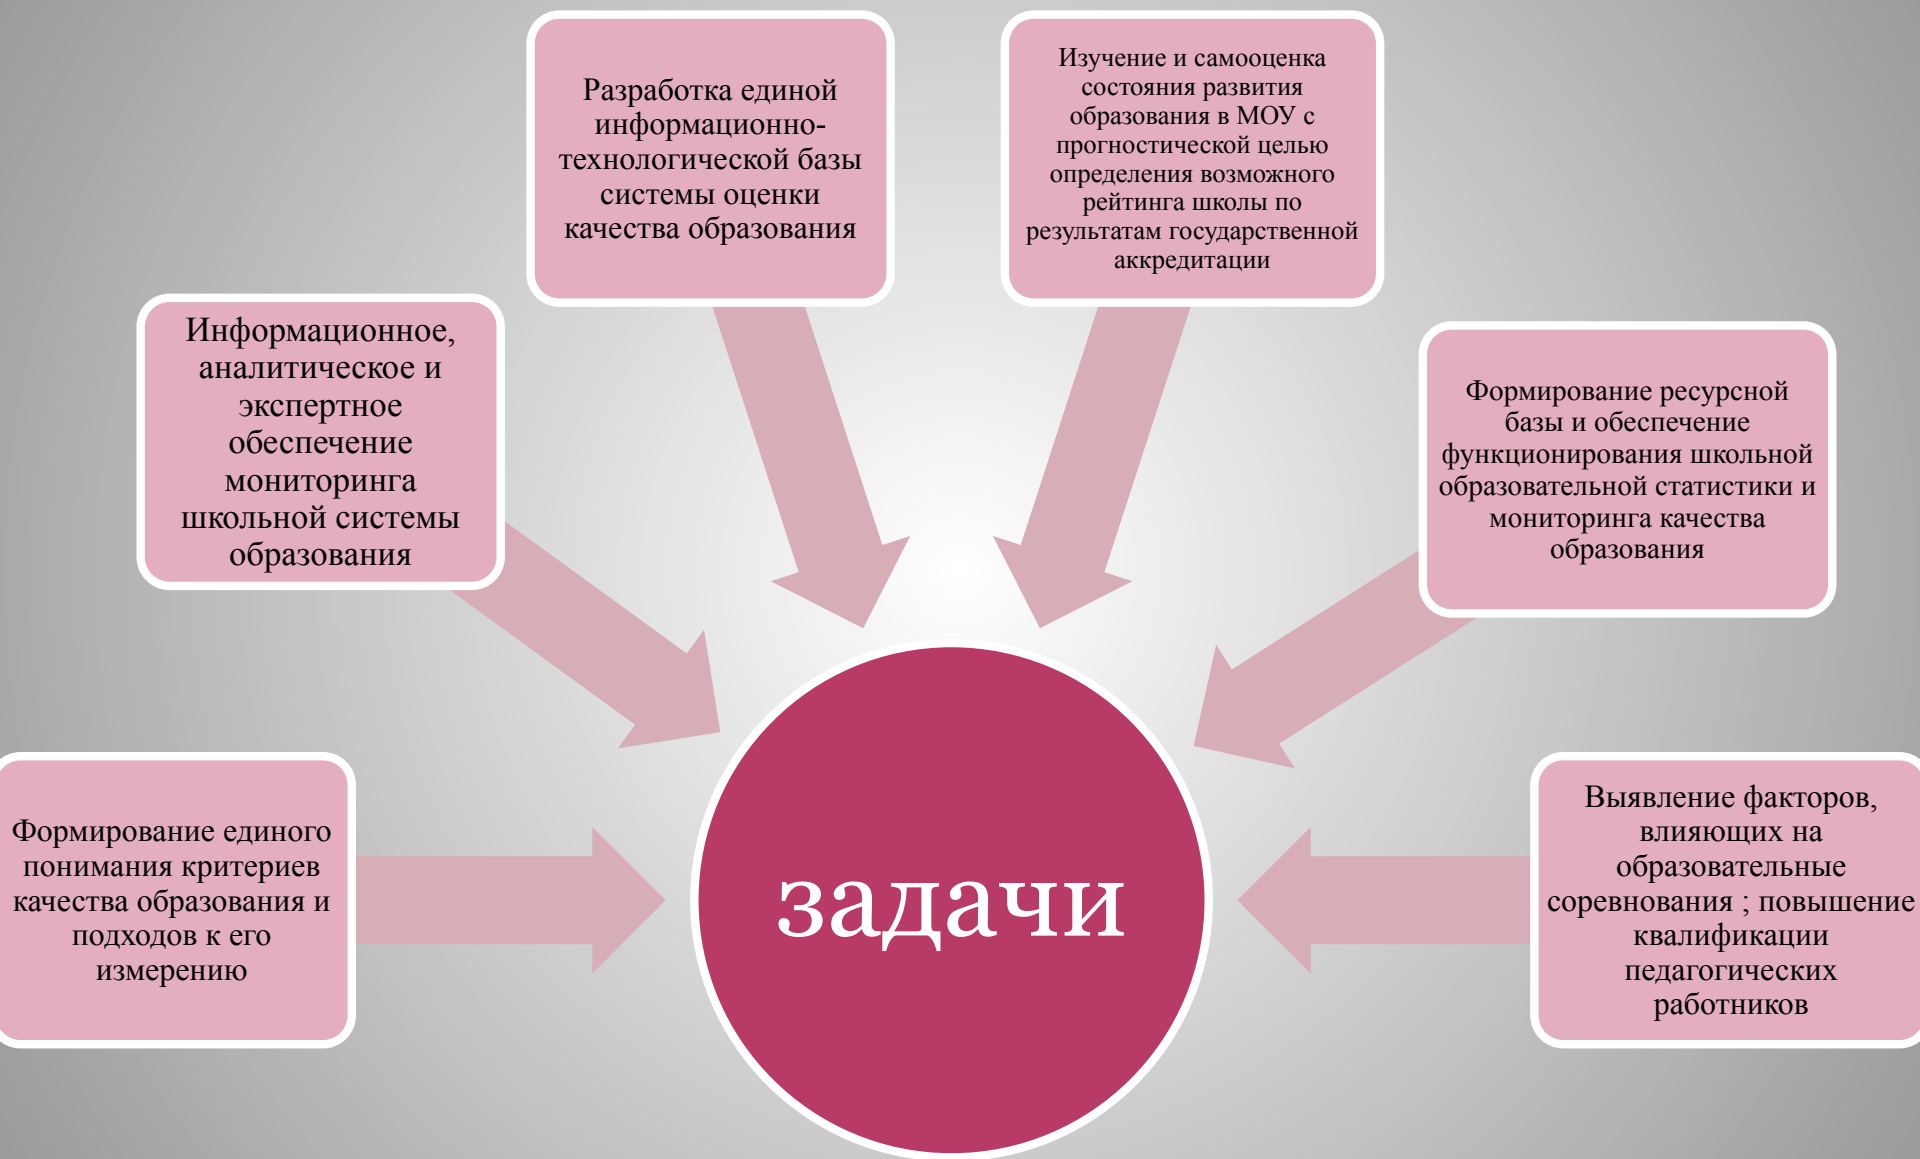 Разработка единой
информационно-
технологической базы
системы оценки
качества образования
Изучение и самооценка
состояния развития
образования в МОУ с
прогностической целью
определения возможного
рейтинга школы по
результатам государственной
аккредитации
Информационное,
аналитическое и
экспертное
обеспечение
мониторинга
школьной системы
образования
Формирование ресурсной
базы и обеспечение
функционирования школьной
образовательной статистики и
мониторинга качества
образования
Формирование единого
понимания критериев
качества образования и
подходов к его
измерению
задачи
Выявление факторов,
влияющих на
образовательные
соревнования ; повышение
квалификации
педагогических
работников